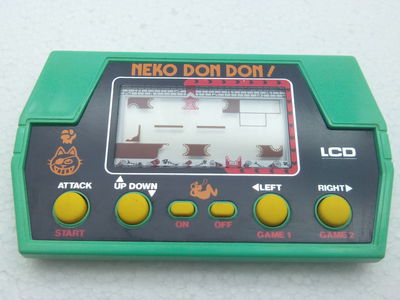 NEKO DON DON!
LCD
ATTACK
UP DOWN
◀LEFT
RIGHT▶
START
ON
OFF
GAME 1
GAME 2